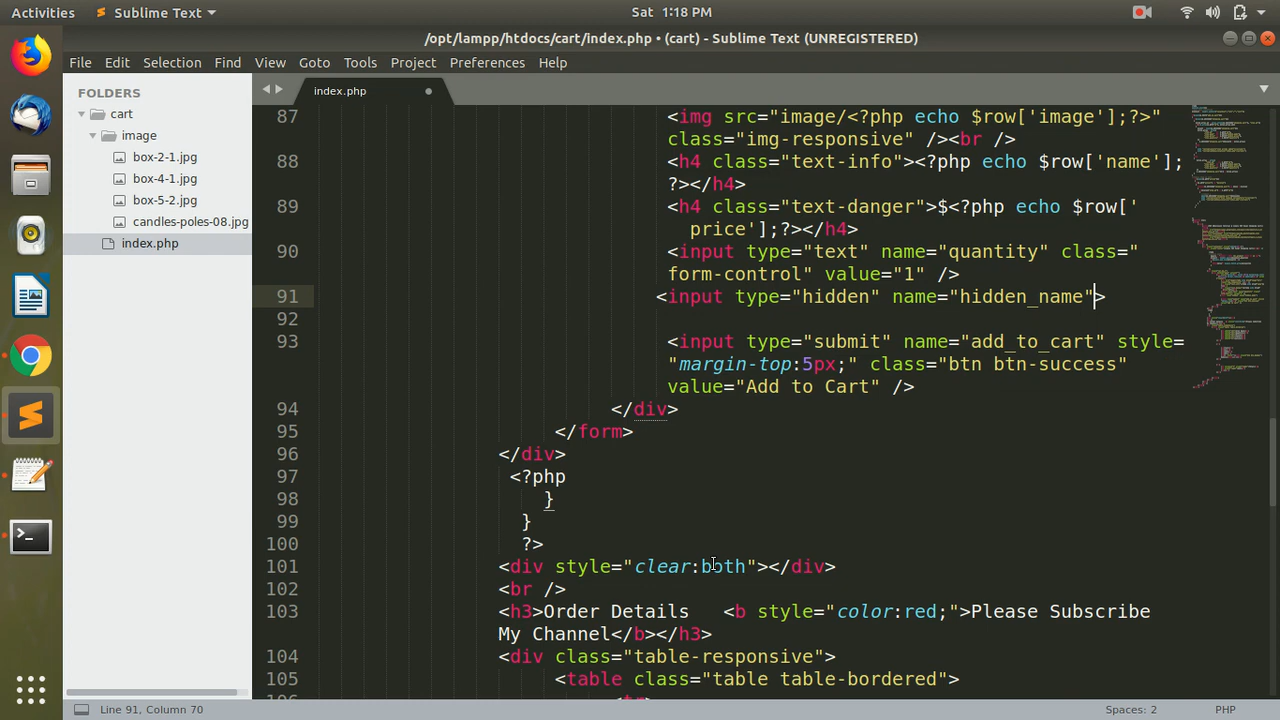 Activities
Sublime Text
Sat 1:18 PM
/opt/lampp/htdocs/cart/index.php • (cart) - Sublime Text (UNREGISTERED)
File Edit Selection View Goto Tools Project Preferences Help
FOLDERS
cart
image
box-2-1.jpg
box-4-1.jpg
box-5-2.jpg
candles-poles-08.jpg
index.php
index.php
87 <img src="image/<?php echo $row['image'];?>"
class="img-responsive" /><br />
88 <h4 class="text-info"><?php echo $row['name'];
?></h4>
89 <h4 class="text-danger">$<?php echo $row['
price'];?></h4>
90 <input type="text" name="quantity" class="
form-control" value="1" />
91 <input type="hidden" name="hidden_name">
92
93 <input type="submit" name="add_to_cart" style=
"margin-top:5px;" class="btn btn-success"
value="Add to Cart" />
94 </div>
95 </form>
96 </div>
97 <?php
98 }
99 }
100 ?>
101 <div style="clear:both"></div>
102 <br />
103 <h3>Order Details <b style="color:red;">Please Subscribe
My Channel</b></h3>
104 <div class="table-responsive">
105 <table class="table table-bordered">
106 <tr>
Line 91, Column 70
Spaces: 2
PHP